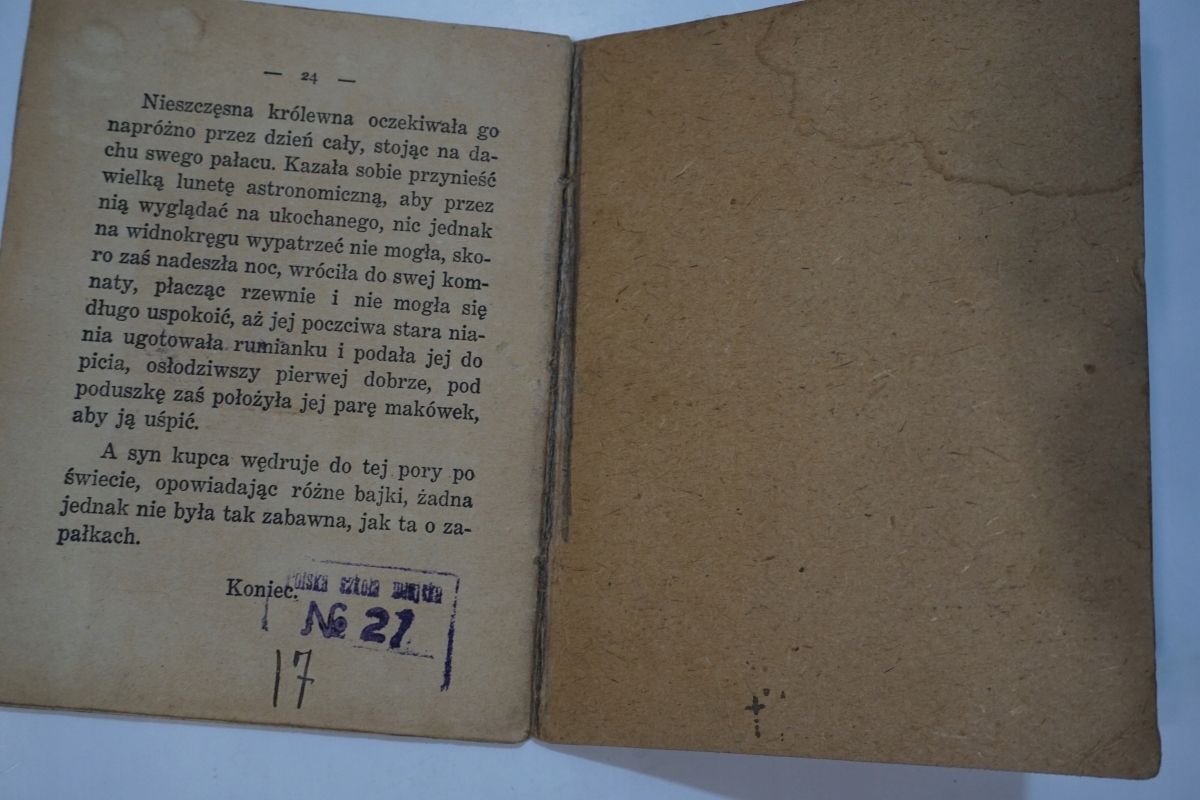 — 24 —
Nieszczęsna królewna oczekiwała go
napróżno przez dzień cały, stojąc na da-
chu swego pałacu. Kazała sobie przynieść
wielką lunetę astronomiczną, aby przez
nią wyglądać na ukochanego, nic jednak
na widnokręgu wypatrzeć nie mogła, sko-
ro zaś nadeszła noc, wróciła do swej kom-
naty, płacząc rzewnie i nie mogła się
długo uspokoić, aż jej poczciwa stara nia-
nia ugotowała rumianku i podała jej do
picia, osłodziwszy pierwej dobrze, pod
poduszkę zaś położyła jej parę makówek,
aby ją uśpić.
A syn kupca wędruje do tej pory po
świecie, opowiadając różne bajki, żadna
jednak nie była tak zabawna, jak ta o za-
pałkach.
Koniec.
Polska szkoła miejska
№ 27
17